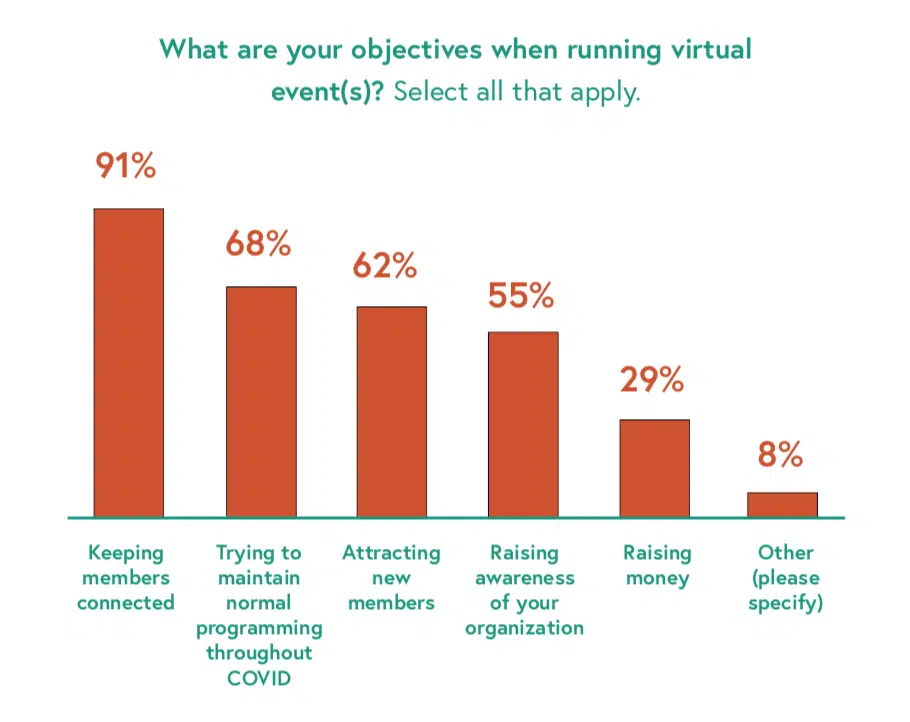 What are your objectives when running virtual
event(s)? Select all that apply.
91%
68%
62%
55%
29%
8%
Keeping
members
connected
Trying to
maintain
normal
programming
throughout
COVID
Attracting
new
members
Raising
awareness
of your
organization
Raising
money
Other
(please
specify)